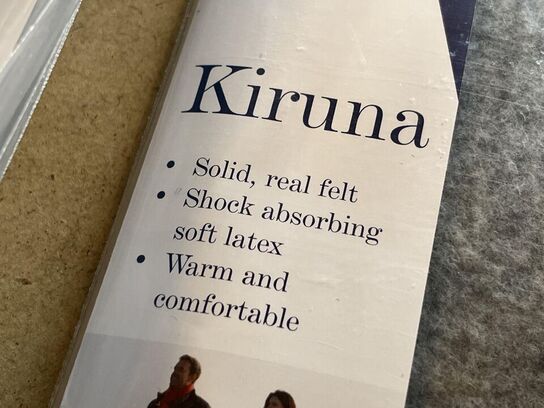 Kiruna
• Solid, real felt
• Shock absorbing
soft latex
• Warm and
comfortable